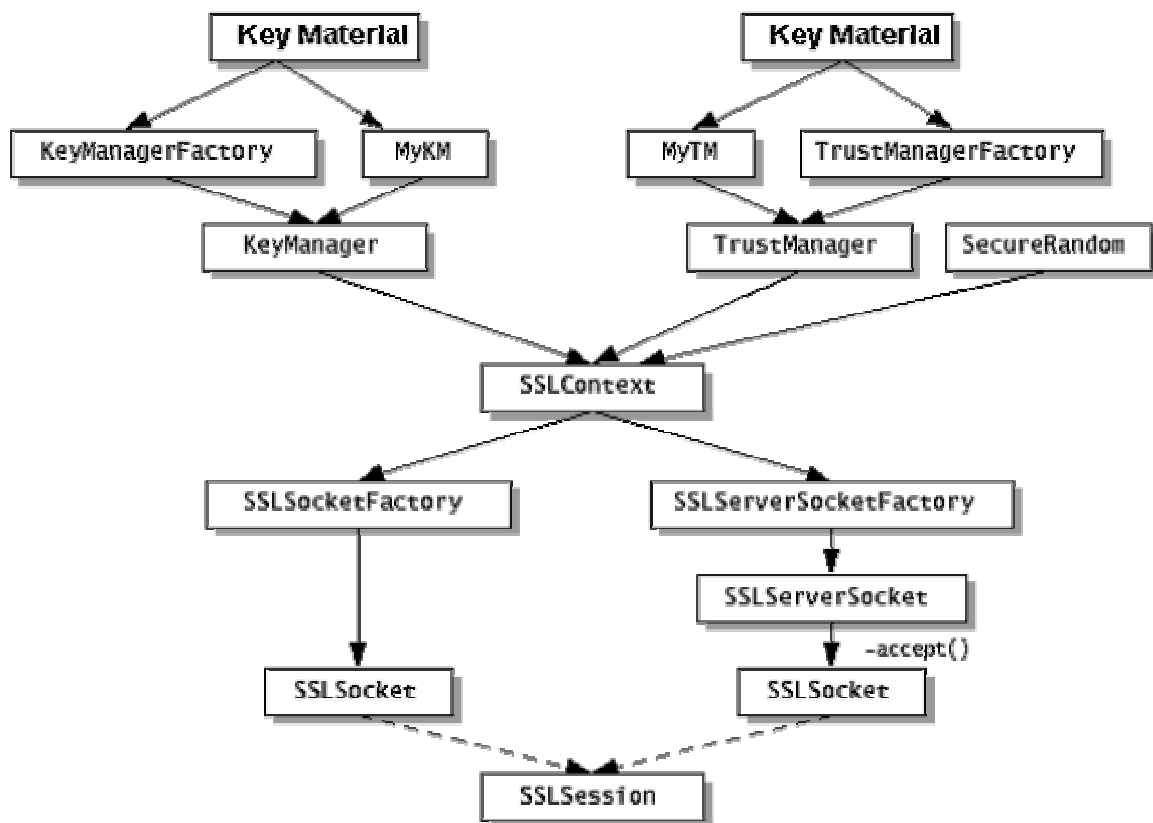 Key Material
Key Material
KeyManagerFactory
MyKM
MyTM
TrustManagerFactory
KeyManager
TrustManager
SecureRandom
SSLContext
SSLSocketFactory
SSLServerSocketFactory
SSLServerSocket
-accept()
SSLSocket
SSLSocket
SSLSession